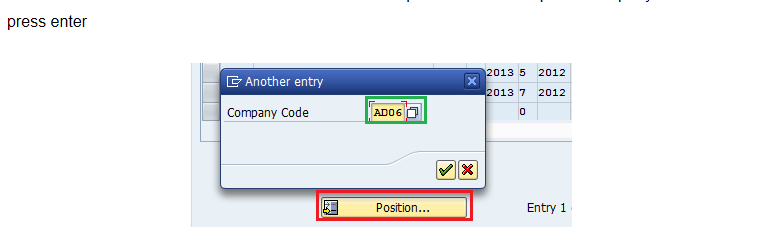 press enter
2013 5 2012
Another entry
2013 7 2012
Company Code AD06
0
Position...
Entry 1